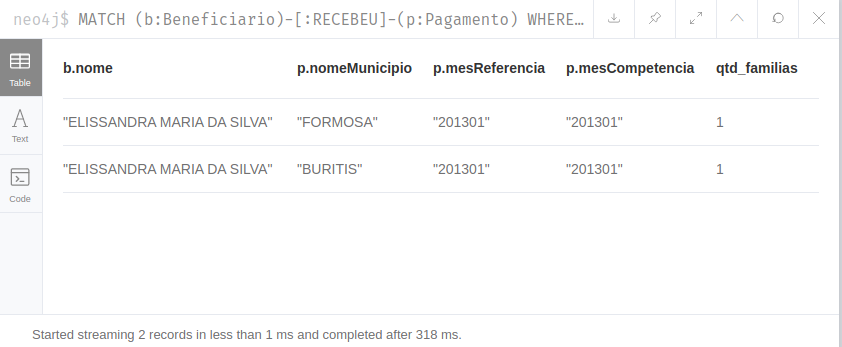 neo4j$ MATCH (b:Beneficiario)-[:RECEBEU]-(p:Pagamento) WHERE…
Table
Text
Code
b.nome p.nomeMunicipio p.mesReferencia p.mesCompetencia qtd_familias
"ELISSANDRA MARIA DA SILVA" "FORMOSA" "201301" "201301" 1
"ELISSANDRA MARIA DA SILVA" "BURITIS" "201301" "201301" 1
Started streaming 2 records in less than 1 ms and completed after 318 ms.